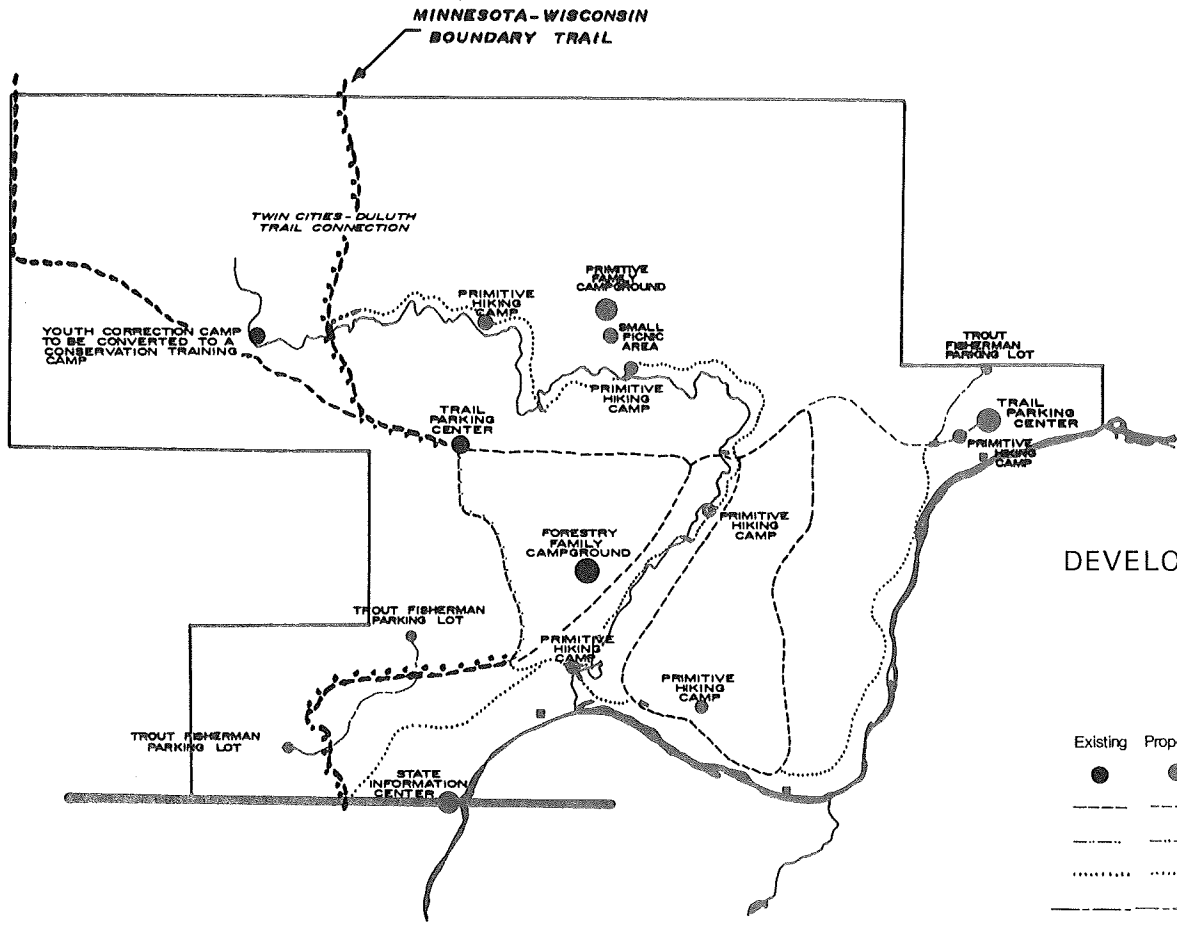 MINNESOTA-WISCONSIN
BOUNDARY TRAIL
TWIN CITIES-DULUTH
TRAIL CONNECTION
PRIMITIVE
FAMILY
CAMPGROUND
PRIMITIVE
HIKING
CAMP
SMALL
PICNIC
AREA
YOUTH CORRECTION CAMP
TO BE CONVERTED TO A
CONSERVATION TRAINING
CAMP
TROUT
FISHERMAN
PARKING LOT
PRIMITIVE
HIKING
CAMP
TRAIL
PARKING
CENTER
TRAIL
PARKING
CENTER
PRIMITIVE
HIKING
CAMP
PRIMITIVE
HIKING
CAMP
FORESTRY
FAMILY
CAMPGROUND
DEVELO
TROUT FISHERMAN
PARKING LOT
PRIMITIVE
HIKING
CAMP
PRIMITIVE
HIKING
CAMP
TROUT FISHERMAN
PARKING LOT
STATE
INFORMATION
CENTER
Existing Prop